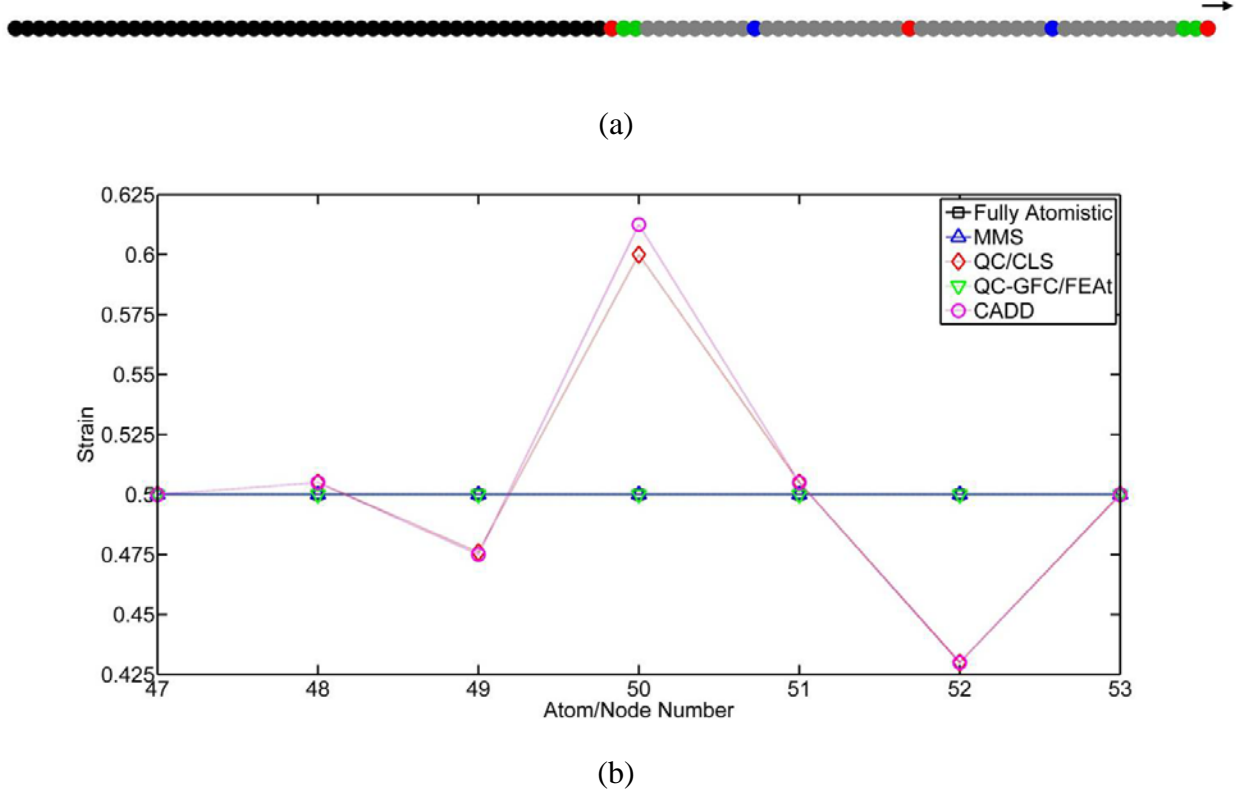 (a)
0.625
0.6
0.575
0.55
0.525
0.5
0.475
0.45
0.425
Strain
47 48 49 50 51 52 53
Atom/Node Number
Fully Atomistic
MMS
QC/CLS
QC-GFC/FEAt
CADD
(b)